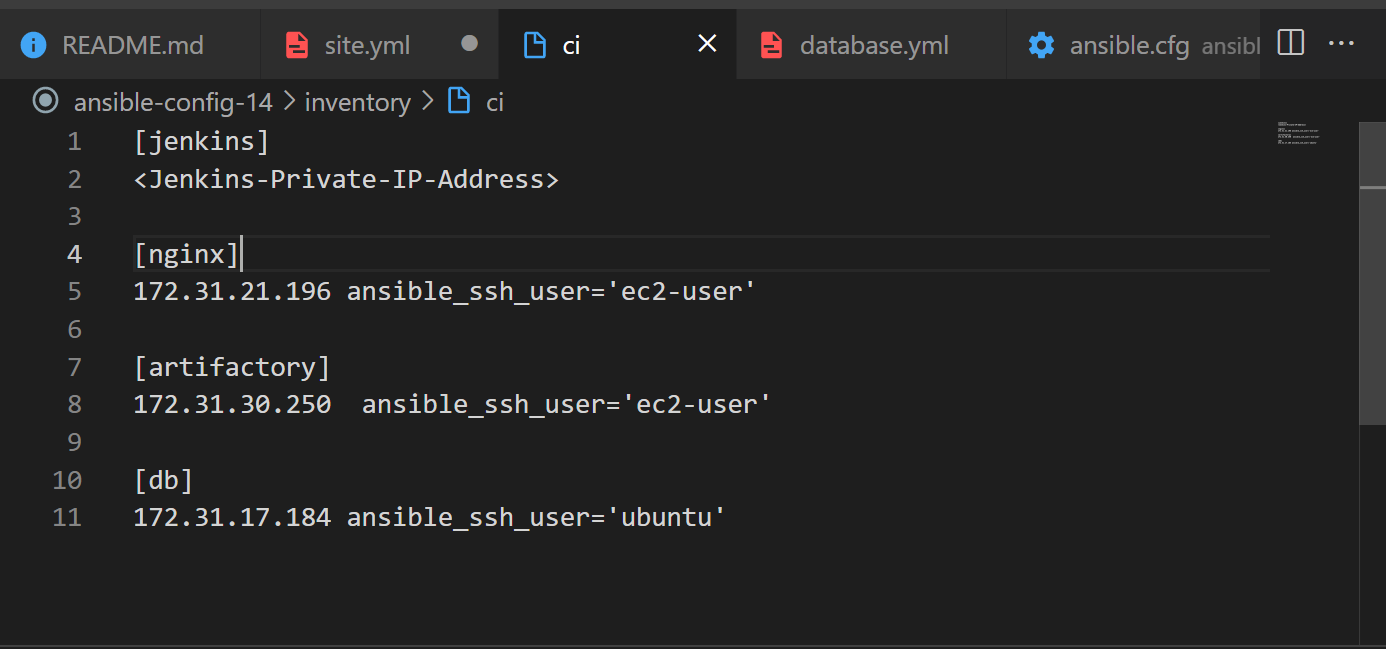 README.md site.yml ci database.yml ansible.cfg ansibl
ansible-config-14 > inventory > ci
1 [jenkins]
2 <Jenkins-Private-IP-Address>
3
4 [nginx]
5 172.31.21.196 ansible_ssh_user='ec2-user'
6
7 [artifactory]
8 172.31.30.250  ansible_ssh_user='ec2-user'
9
10 [db]
11 172.31.17.184 ansible_ssh_user='ubuntu'